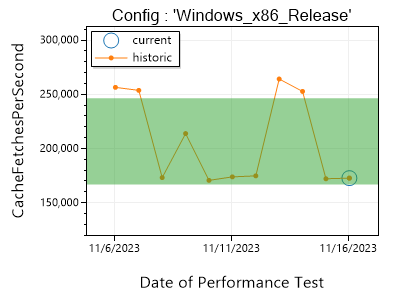 Config : 'Windows_x86_Release'
current
historic
300,000
250,000
200,000
150,000
CacheFetchesPerSecond
11/6/2023
11/11/2023
11/16/2023
Date of Performance Test